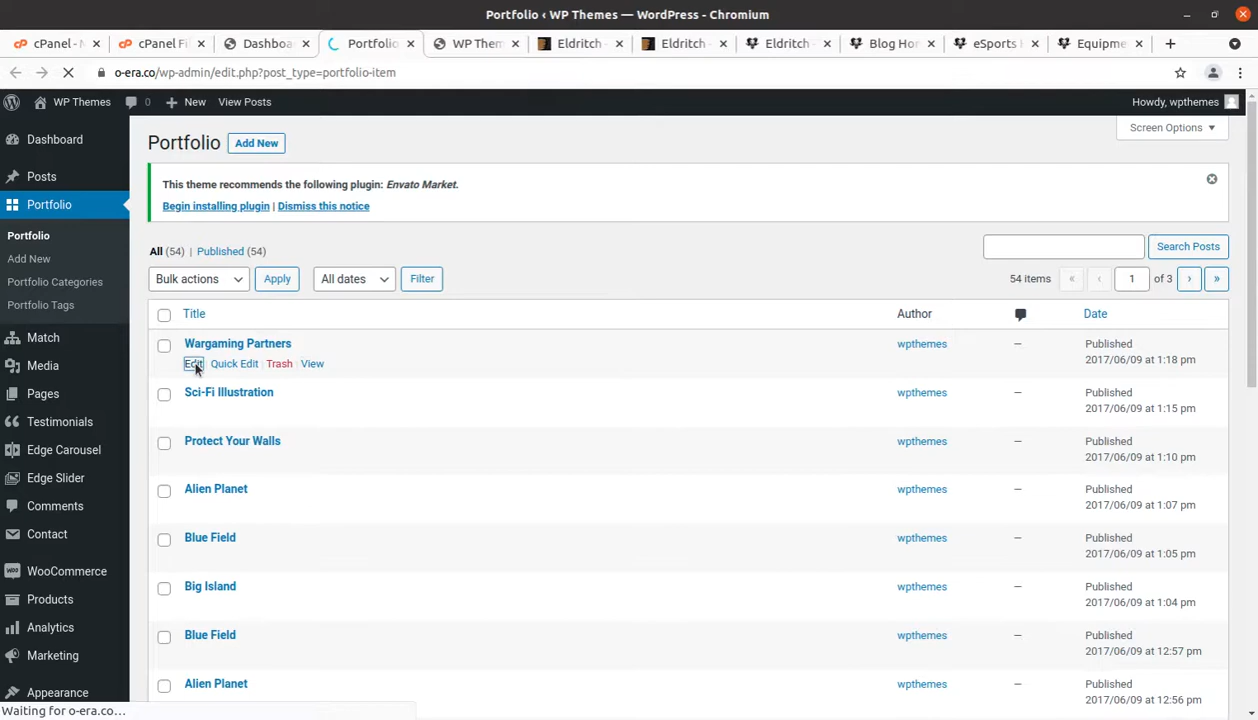 Portfolio ‹ WP Themes — WordPress - Chromium
cPanel - M
cPanel Fi
Dashboa
Portfolio
WP Them
Eldritch -
Eldritch -
Eldritch -
Blog Hom
eSports
Equipme
o-era.co/wp-admin/edit.php?post_type=portfolio-item
WP Themes 0 New View Posts Howdy, wpthemes
Dashboard
Posts
Portfolio
Portfolio
Add New
Portfolio Categories
Portfolio Tags
Match
Media
Pages
Testimonials
Edge Carousel
Edge Slider
Comments
Contact
WooCommerce
Products
Analytics
Marketing
Appearance
Portfolio Add New
Screen Options
This theme recommends the following plugin: Envato Market.
Begin installing plugin | Dismiss this notice
All (54) | Published (54)
Search Posts
Bulk actions Apply All dates Filter
54 items « ‹ 1 of 3 › »
Title Author Date
Wargaming Partners wpthemes — Published
Edit | Quick Edit | Trash | View 2017/06/09 at 1:18 pm
Sci-Fi Illustration wpthemes — Published
2017/06/09 at 1:15 pm
Protect Your Walls wpthemes — Published
2017/06/09 at 1:10 pm
Alien Planet wpthemes — Published
2017/06/09 at 1:07 pm
Blue Field wpthemes — Published
2017/06/09 at 1:05 pm
Big Island wpthemes — Published
2017/06/09 at 1:04 pm
Blue Field wpthemes — Published
2017/06/09 at 12:57 pm
Alien Planet wpthemes — Published
2017/06/09 at 12:56 pm
Waiting for o-era.co…